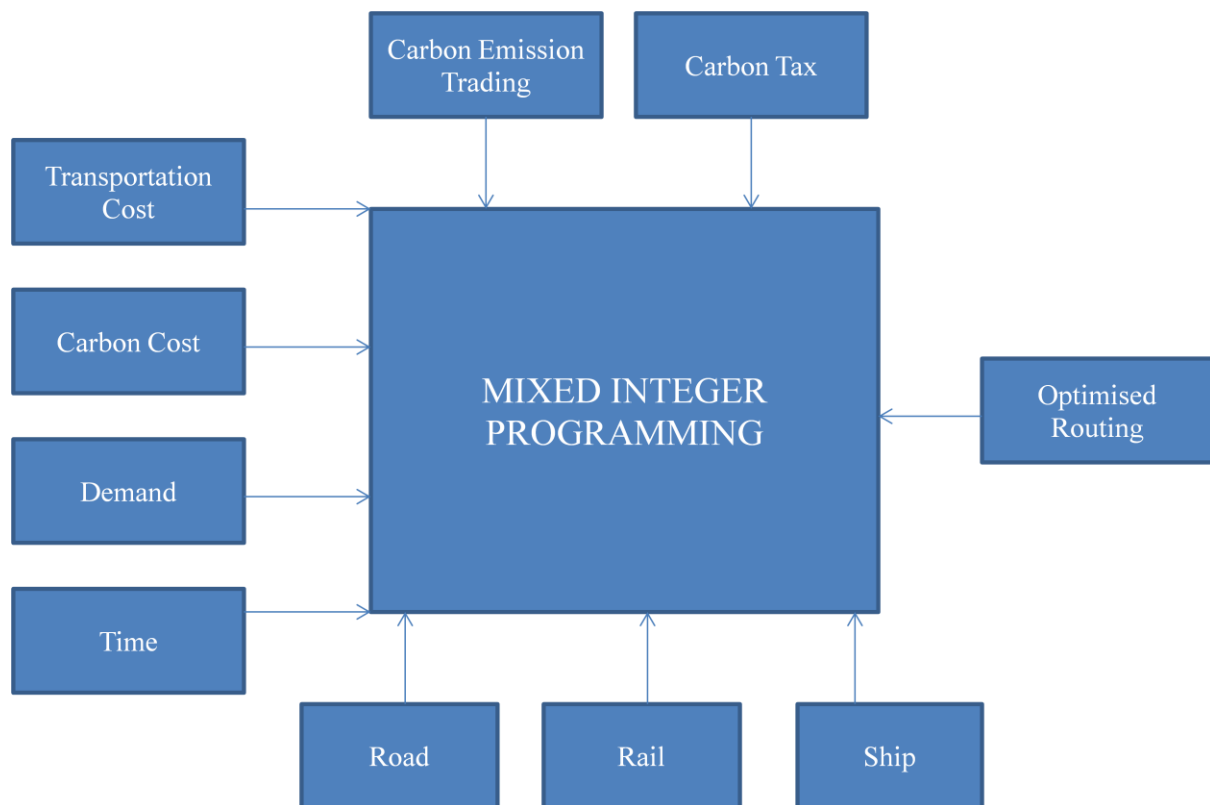 Carbon Emission
Trading
Carbon Tax
Transportation
Cost
Carbon Cost
Demand
Time
MIXED INTEGER
PROGRAMMING
Optimised
Routing
Road
Rail
Ship